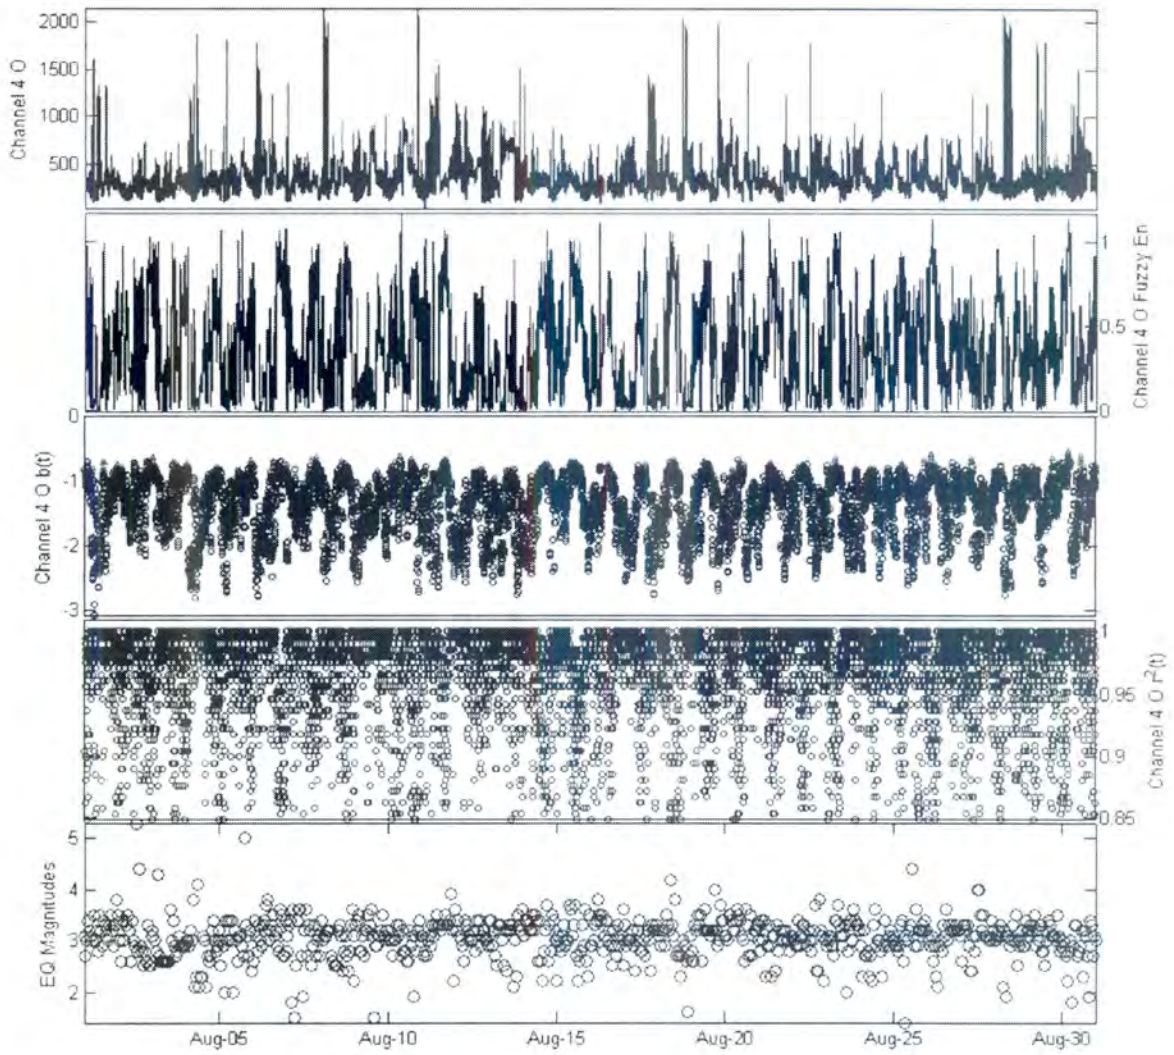 2000
1500
1000
500
Channel 4 O
1
0.5
0
Channel 4 O Fuzzy En
0
-1
-2
-3
Channel 4 O b(t)
1
0.95
0.9
0.85
Channel 4 O r²(t)
5
4
3
2
EQ Magnitudes
Aug-05
Aug-10
Aug-15
Aug-20
Aug-25
Aug-30